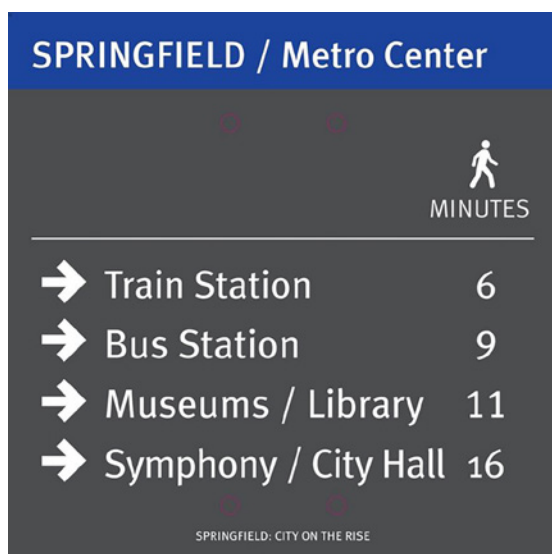 SPRINGFIELD / Metro Center
MINUTES
Train Station 6
Bus Station 9
Museums / Library 11
Symphony / City Hall 16
SPRINGFIELD: CITY ON THE RISE